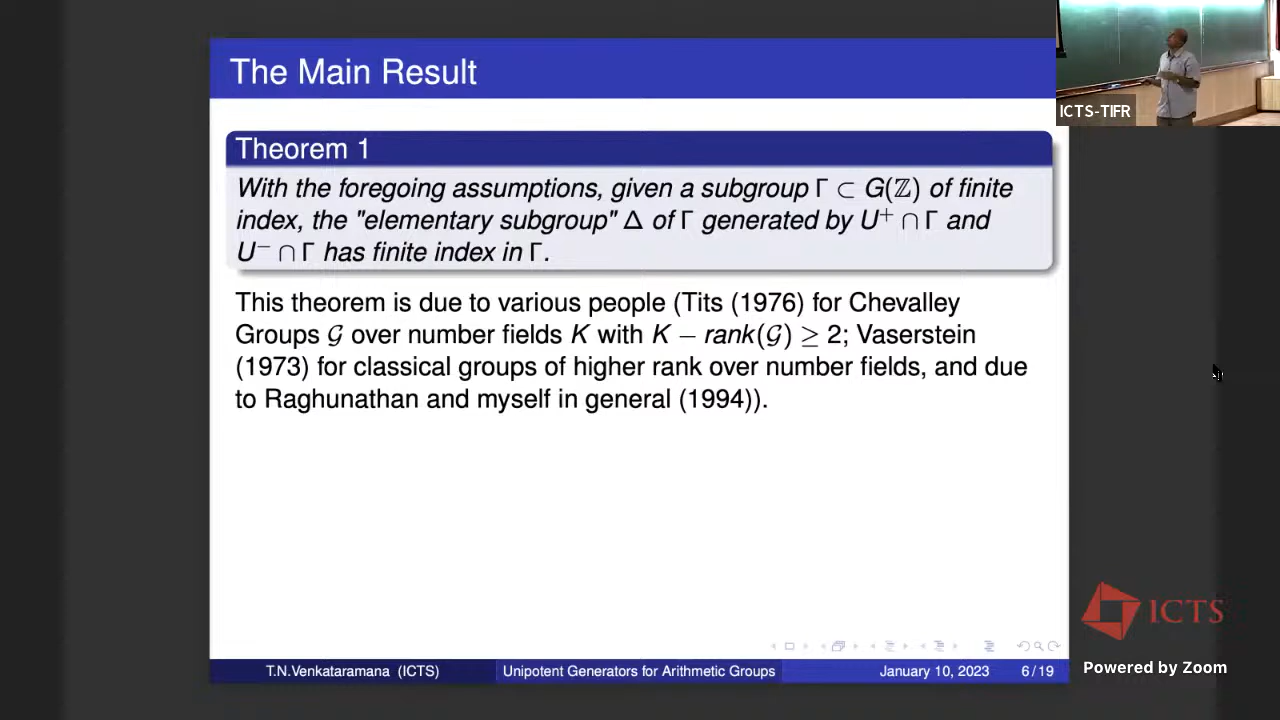 The Main Result
ICTS-TIFR
Theorem 1
With the foregoing assumptions, given a subgroup Γ ⊂ G(ℤ) of finite
index, the "elementary subgroup" Δ of Γ generated by U⁺ ∩ Γ and
U⁻ ∩ Γ has finite index in Γ.
This theorem is due to various people (Tits (1976) for Chevalley
Groups 𝒢 over number fields K with K − rank(𝒢) ≥ 2; Vaserstein
(1973) for classical groups of higher rank over number fields, and due
to Raghunathan and myself in general (1994)).
ICTS
Powered by Zoom
T.N.Venkataramana (ICTS) Unipotent Generators for Arithmetic Groups January 10, 2023 6 / 19